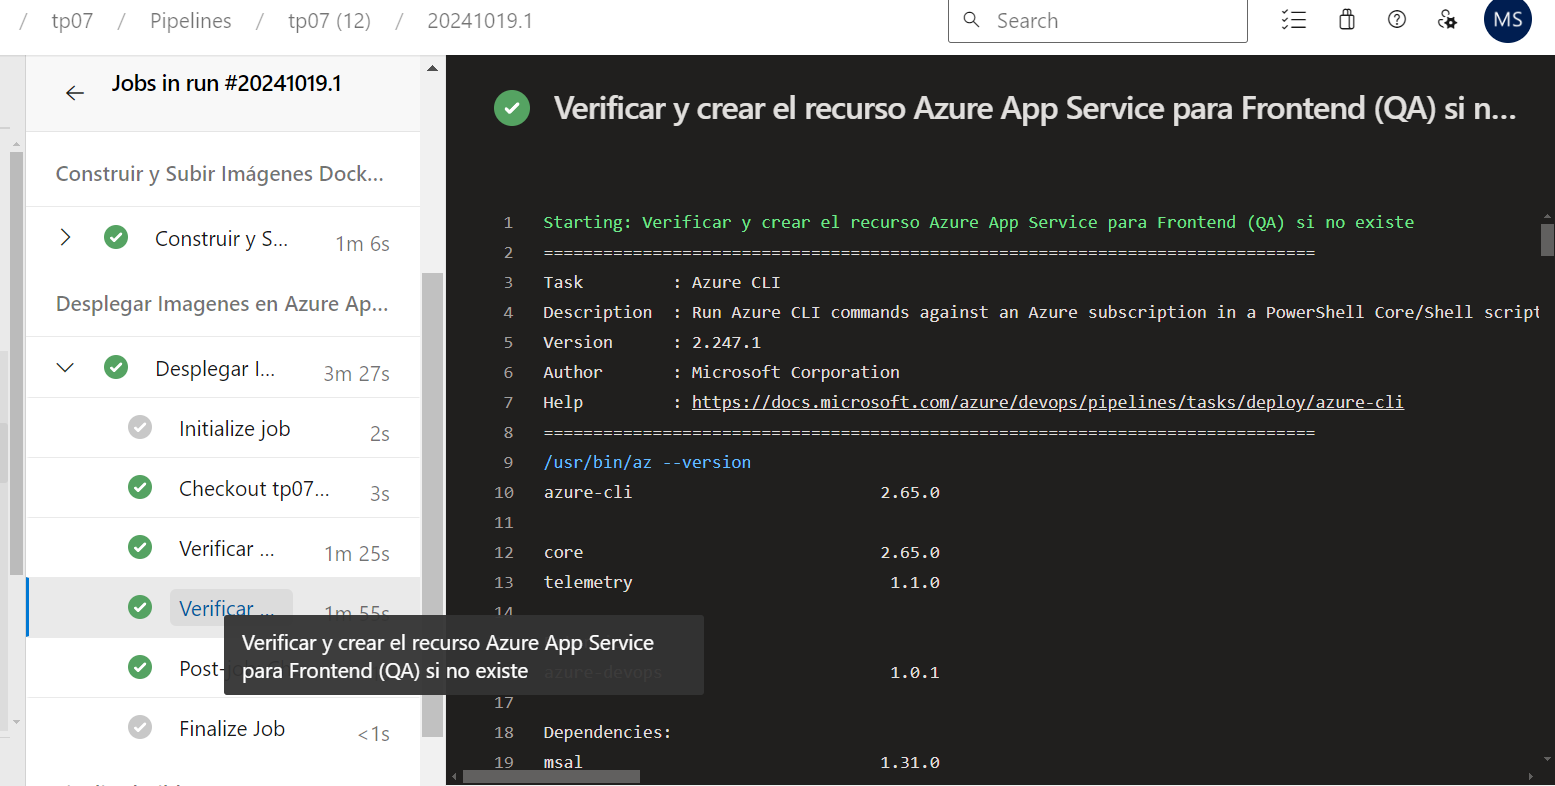 / tp07 / Pipelines / tp07 (12) / 20241019.1
Search
MS
Jobs in run #20241019.1
Construir y Subir Imágenes Dock...
Construir y S... 1m 6s
Desplegar Imagenes en Azure Ap...
Desplegar I... 3m 27s
Initialize job 2s
Checkout tp07... 3s
Verificar ... 1m 25s
Verificar ... 1m 55s
Verificar y crear el recurso Azure App Service
para Frontend (QA) si no existe
Post-j
Finalize Job <1s
Verificar y crear el recurso Azure App Service para Frontend (QA) si n...
1 Starting: Verificar y crear el recurso Azure App Service para Frontend (QA) si no existe
2 ==============================================================================
3 Task : Azure CLI
4 Description : Run Azure CLI commands against an Azure subscription in a PowerShell Core/Shell script
5 Version : 2.247.1
6 Author : Microsoft Corporation
7 Help : https://docs.microsoft.com/azure/devops/pipelines/tasks/deploy/azure-cli
8 ==============================================================================
9 /usr/bin/az --version
10 azure-cli 2.65.0
11
12 core 2.65.0
13 telemetry 1.1.0
14
azure-devops 1.0.1
17
18 Dependencies:
19 msal 1.31.0